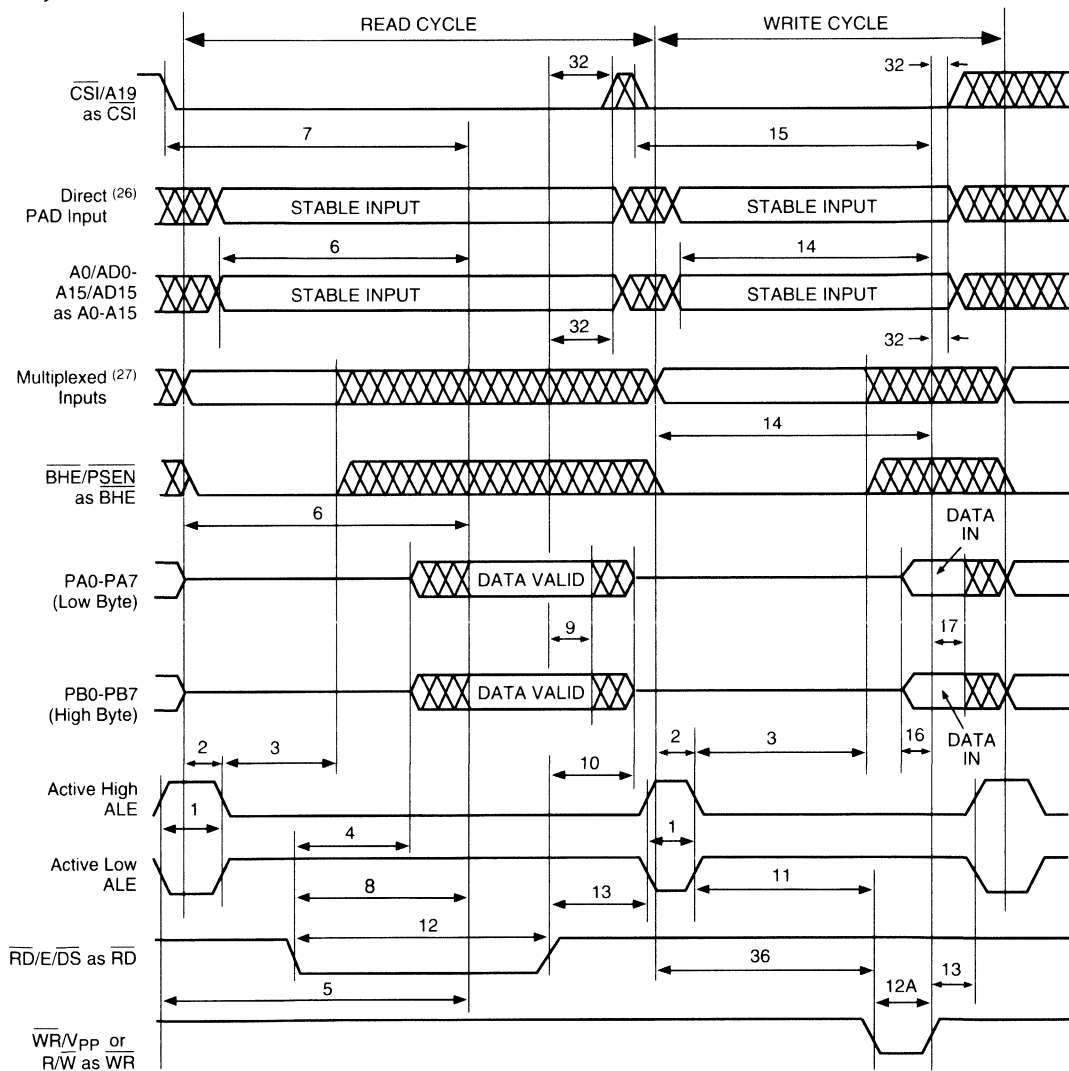 READ CYCLE
WRITE CYCLE
32
32
CSI/A19
as CSI
7
15
Direct (26)
PAD Input
STABLE INPUT
STABLE INPUT
6
14
A0/AD0-
A15/AD15
as A0-A15
STABLE INPUT
STABLE INPUT
32
32
Multiplexed (27)
Inputs
14
BHE/PSEN
as BHE
6
DATA
IN
PA0-PA7
(Low Byte)
DATA VALID
9
17
PB0-PB7
(High Byte)
DATA VALID
2
3
2
3
16
DATA
IN
10
Active High
ALE
1
1
4
Active Low
ALE
8
11
13
12
RD/E/DS as RD
36
5
12A
13
WR/VPP or
R/W as WR